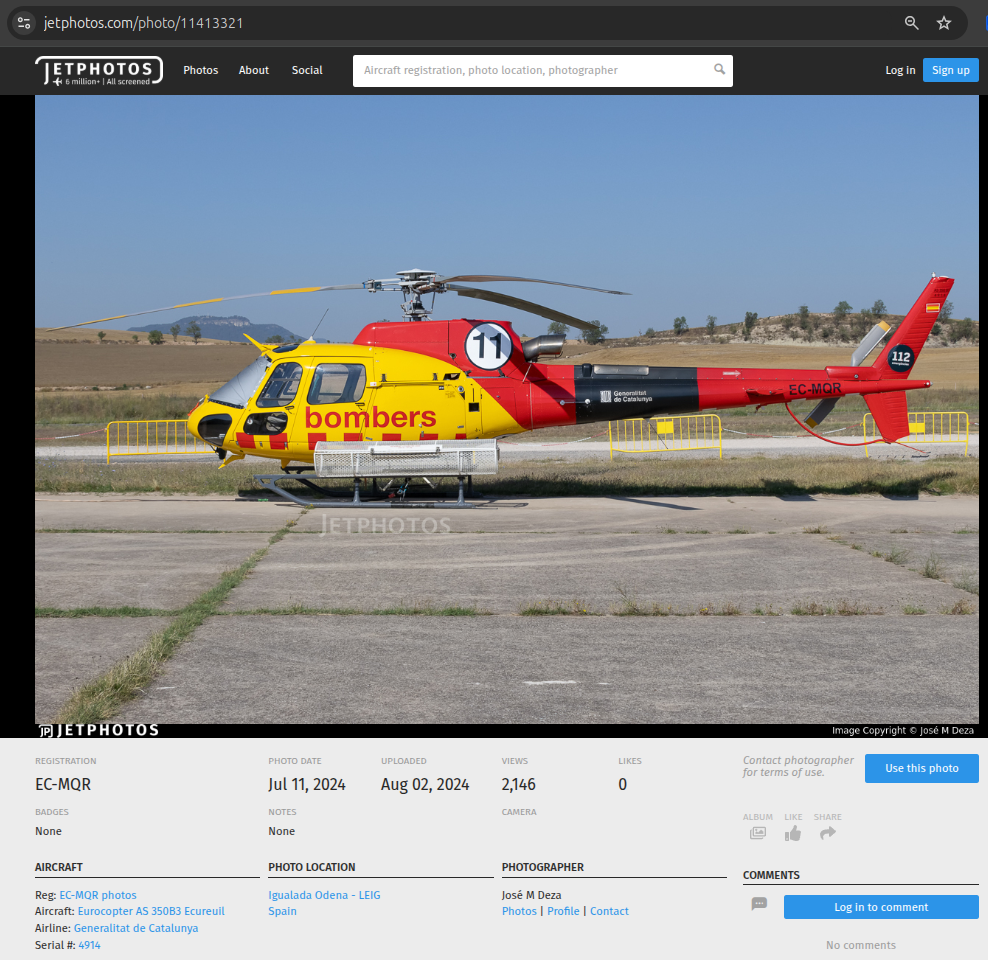 jetphotos.com/photo/11413321
JETPHOTOS
6 million+ | All screened
Photos
About
Social
Aircraft registration, photo location, photographer
Log in
Sign up
11
bombers
Generalitat
de Catalunya
EC-MQR
112
JETPHOTOS
JP JETPHOTOS
Image Copyright © José M Deza
REGISTRATION
EC-MQR
PHOTO DATE
Jul 11, 2024
UPLOADED
Aug 02, 2024
VIEWS
2,146
LIKES
0
Contact photographer
for terms of use.
Use this photo
BADGES
None
NOTES
None
CAMERA
ALBUM
LIKE
SHARE
AIRCRAFT
Reg: EC-MQR photos
Aircraft: Eurocopter AS 350B3 Ecureuil
Airline: Generalitat de Catalunya
Serial #: 4914
PHOTO LOCATION
Igualada Odena - LEIG
Spain
PHOTOGRAPHER
José M Deza
Photos | Profile | Contact
COMMENTS
Log in to comment
No comments